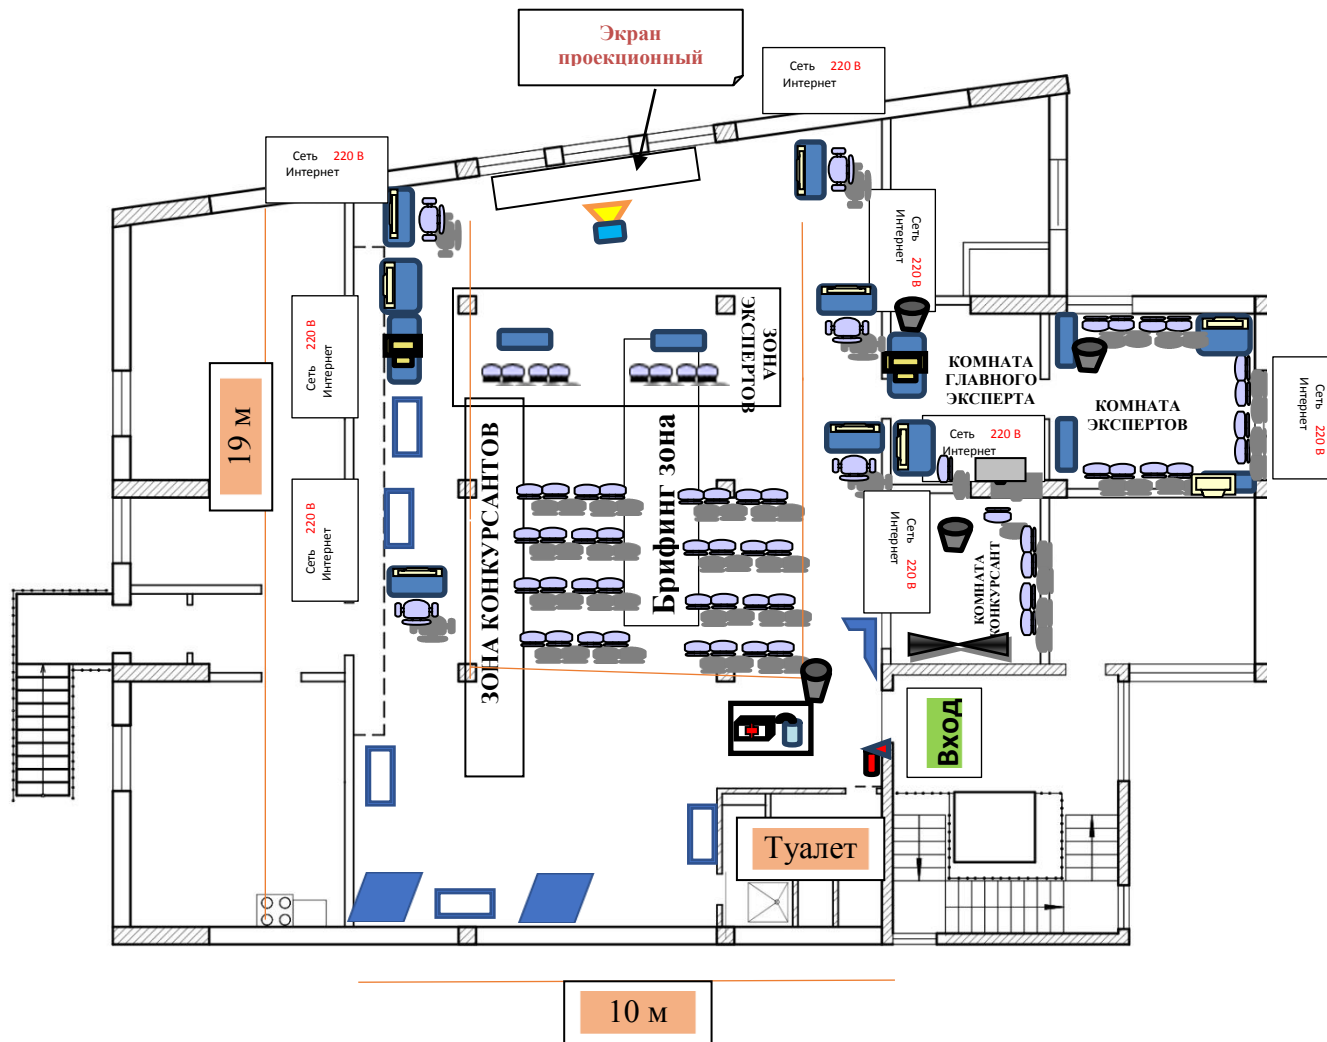 Экран
проекционный
Сеть 220 В
Интернет
Сеть 220 В
Интернет
Сеть 220 В
Интернет
Сеть 220 В
Интернет
19 м
ЗОНА
ЭКСПЕРТОВ
КОМНАТА
ГЛАВНОГО
ЭКСПЕРТА
КОМНАТА
ЭКСПЕРТОВ
Сеть 220 В
Интернет
Сеть 220 В
Интернет
ЗОНА КОНКУРСАНТОВ
Брифинг зона
Сеть 220 В
Интернет
Сеть 220 В
Интернет
КОМНАТА
КОНКУРСАНТ
Вход
Туалет
10 м